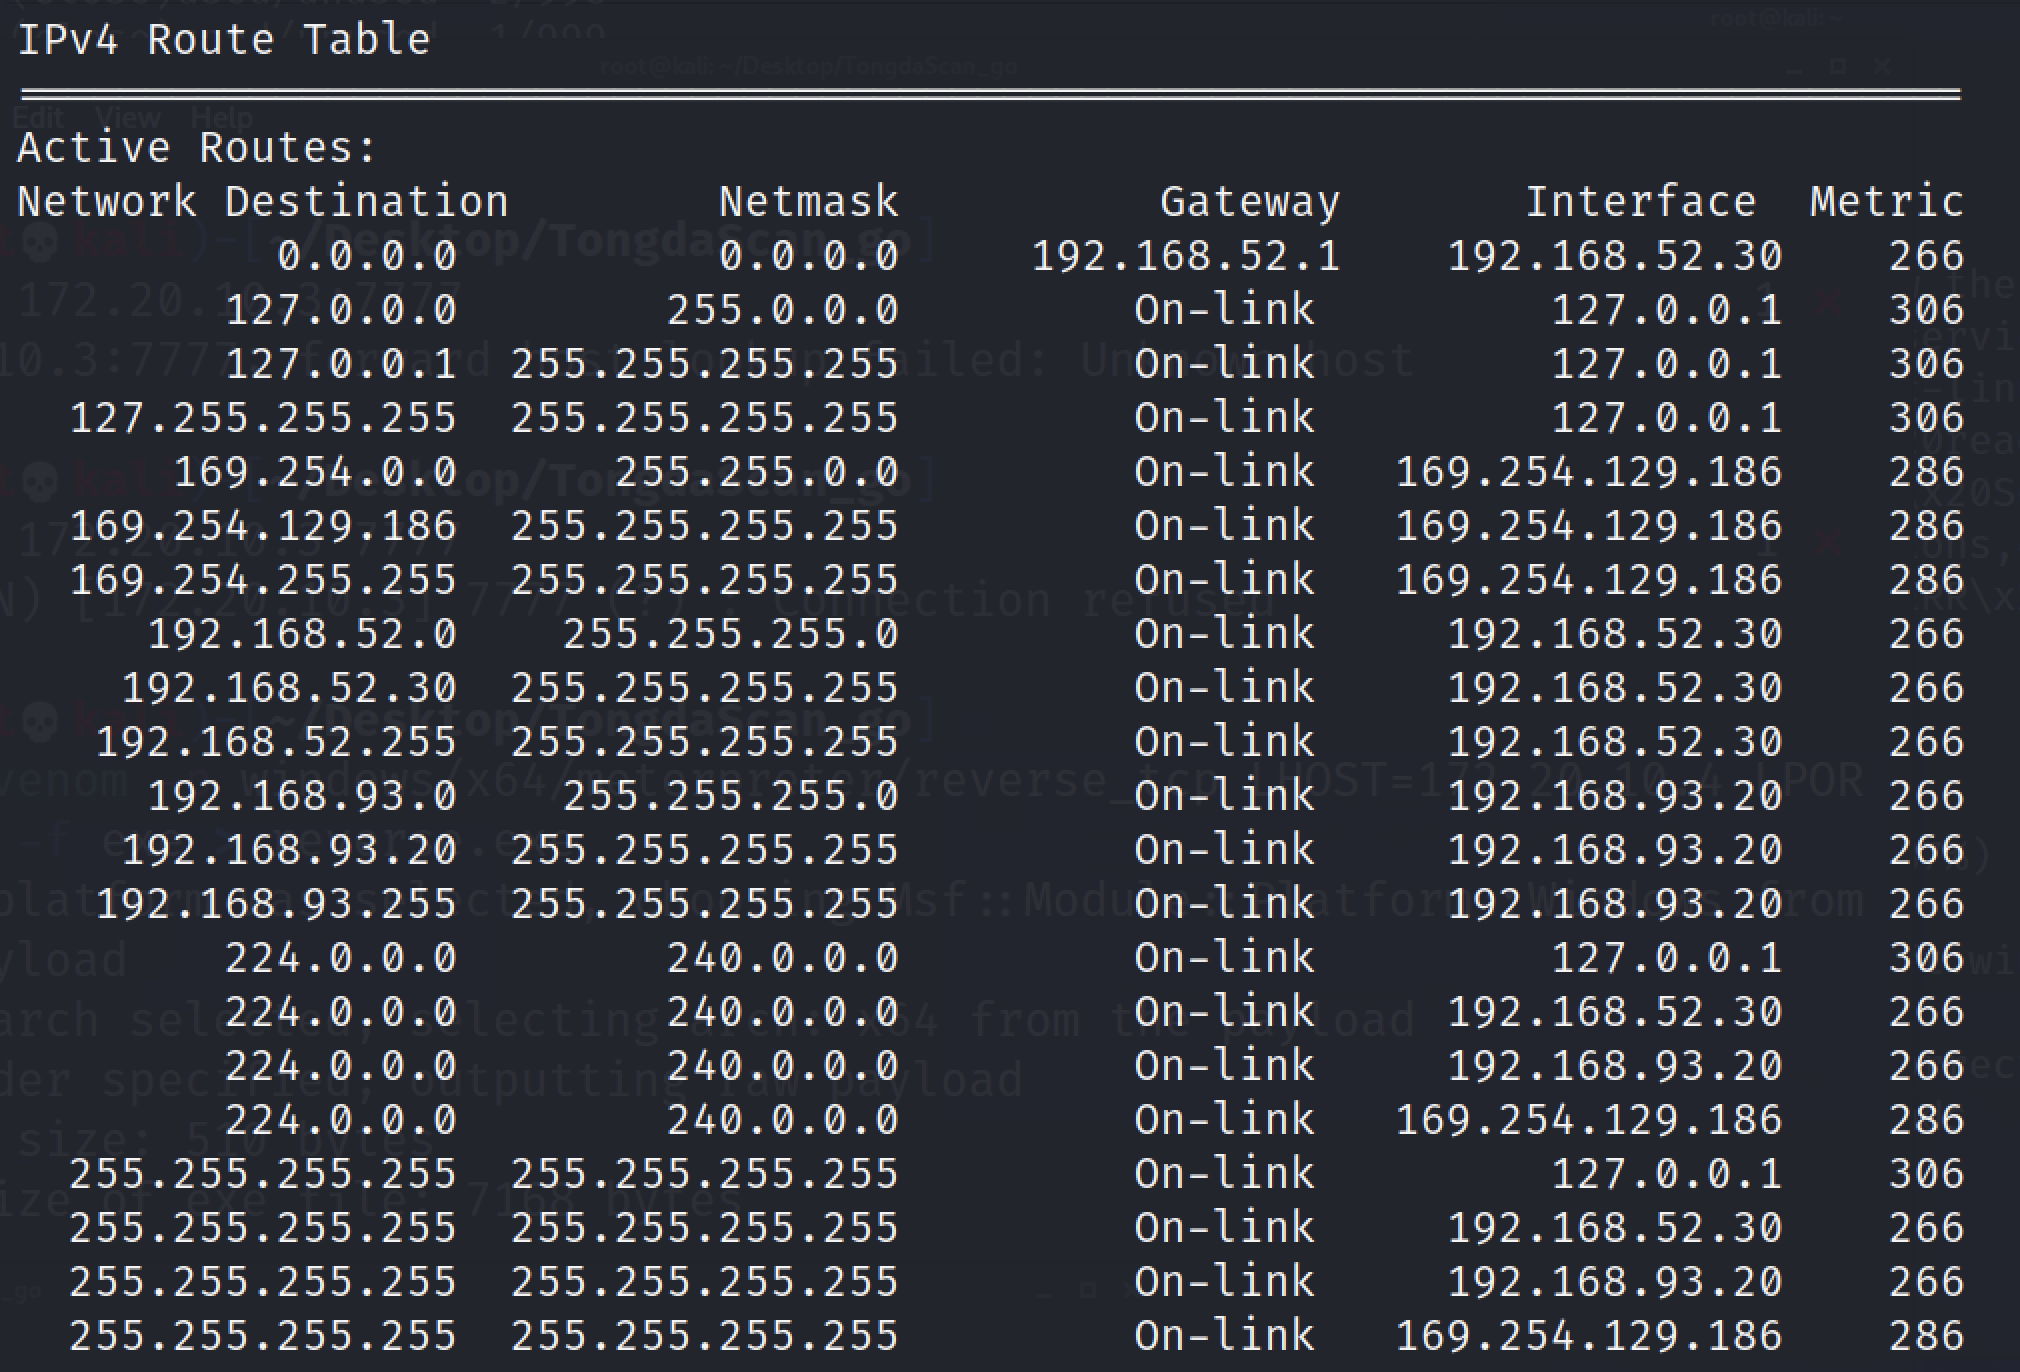 IPv4 Route Table
Active Routes:
Network Destination Netmask Gateway Interface Metric
0.0.0.0 0.0.0.0 192.168.52.1 192.168.52.30 266
127.0.0.0 255.0.0.0 On-link 127.0.0.1 306
127.0.0.1 255.255.255.255 On-link 127.0.0.1 306
127.255.255.255 255.255.255.255 On-link 127.0.0.1 306
169.254.0.0 255.255.0.0 On-link 169.254.129.186 286
169.254.129.186 255.255.255.255 On-link 169.254.129.186 286
169.254.255.255 255.255.255.255 On-link 169.254.129.186 286
192.168.52.0 255.255.255.0 On-link 192.168.52.30 266
192.168.52.30 255.255.255.255 On-link 192.168.52.30 266
192.168.52.255 255.255.255.255 On-link 192.168.52.30 266
192.168.93.0 255.255.255.0 On-link 192.168.93.20 266
192.168.93.20 255.255.255.255 On-link 192.168.93.20 266
192.168.93.255 255.255.255.255 On-link 192.168.93.20 266
224.0.0.0 240.0.0.0 On-link 127.0.0.1 306
224.0.0.0 240.0.0.0 On-link 192.168.52.30 266
224.0.0.0 240.0.0.0 On-link 192.168.93.20 266
224.0.0.0 240.0.0.0 On-link 169.254.129.186 286
255.255.255.255 255.255.255.255 On-link 127.0.0.1 306
255.255.255.255 255.255.255.255 On-link 192.168.52.30 266
255.255.255.255 255.255.255.255 On-link 192.168.93.20 266
255.255.255.255 255.255.255.255 On-link 169.254.129.186 286